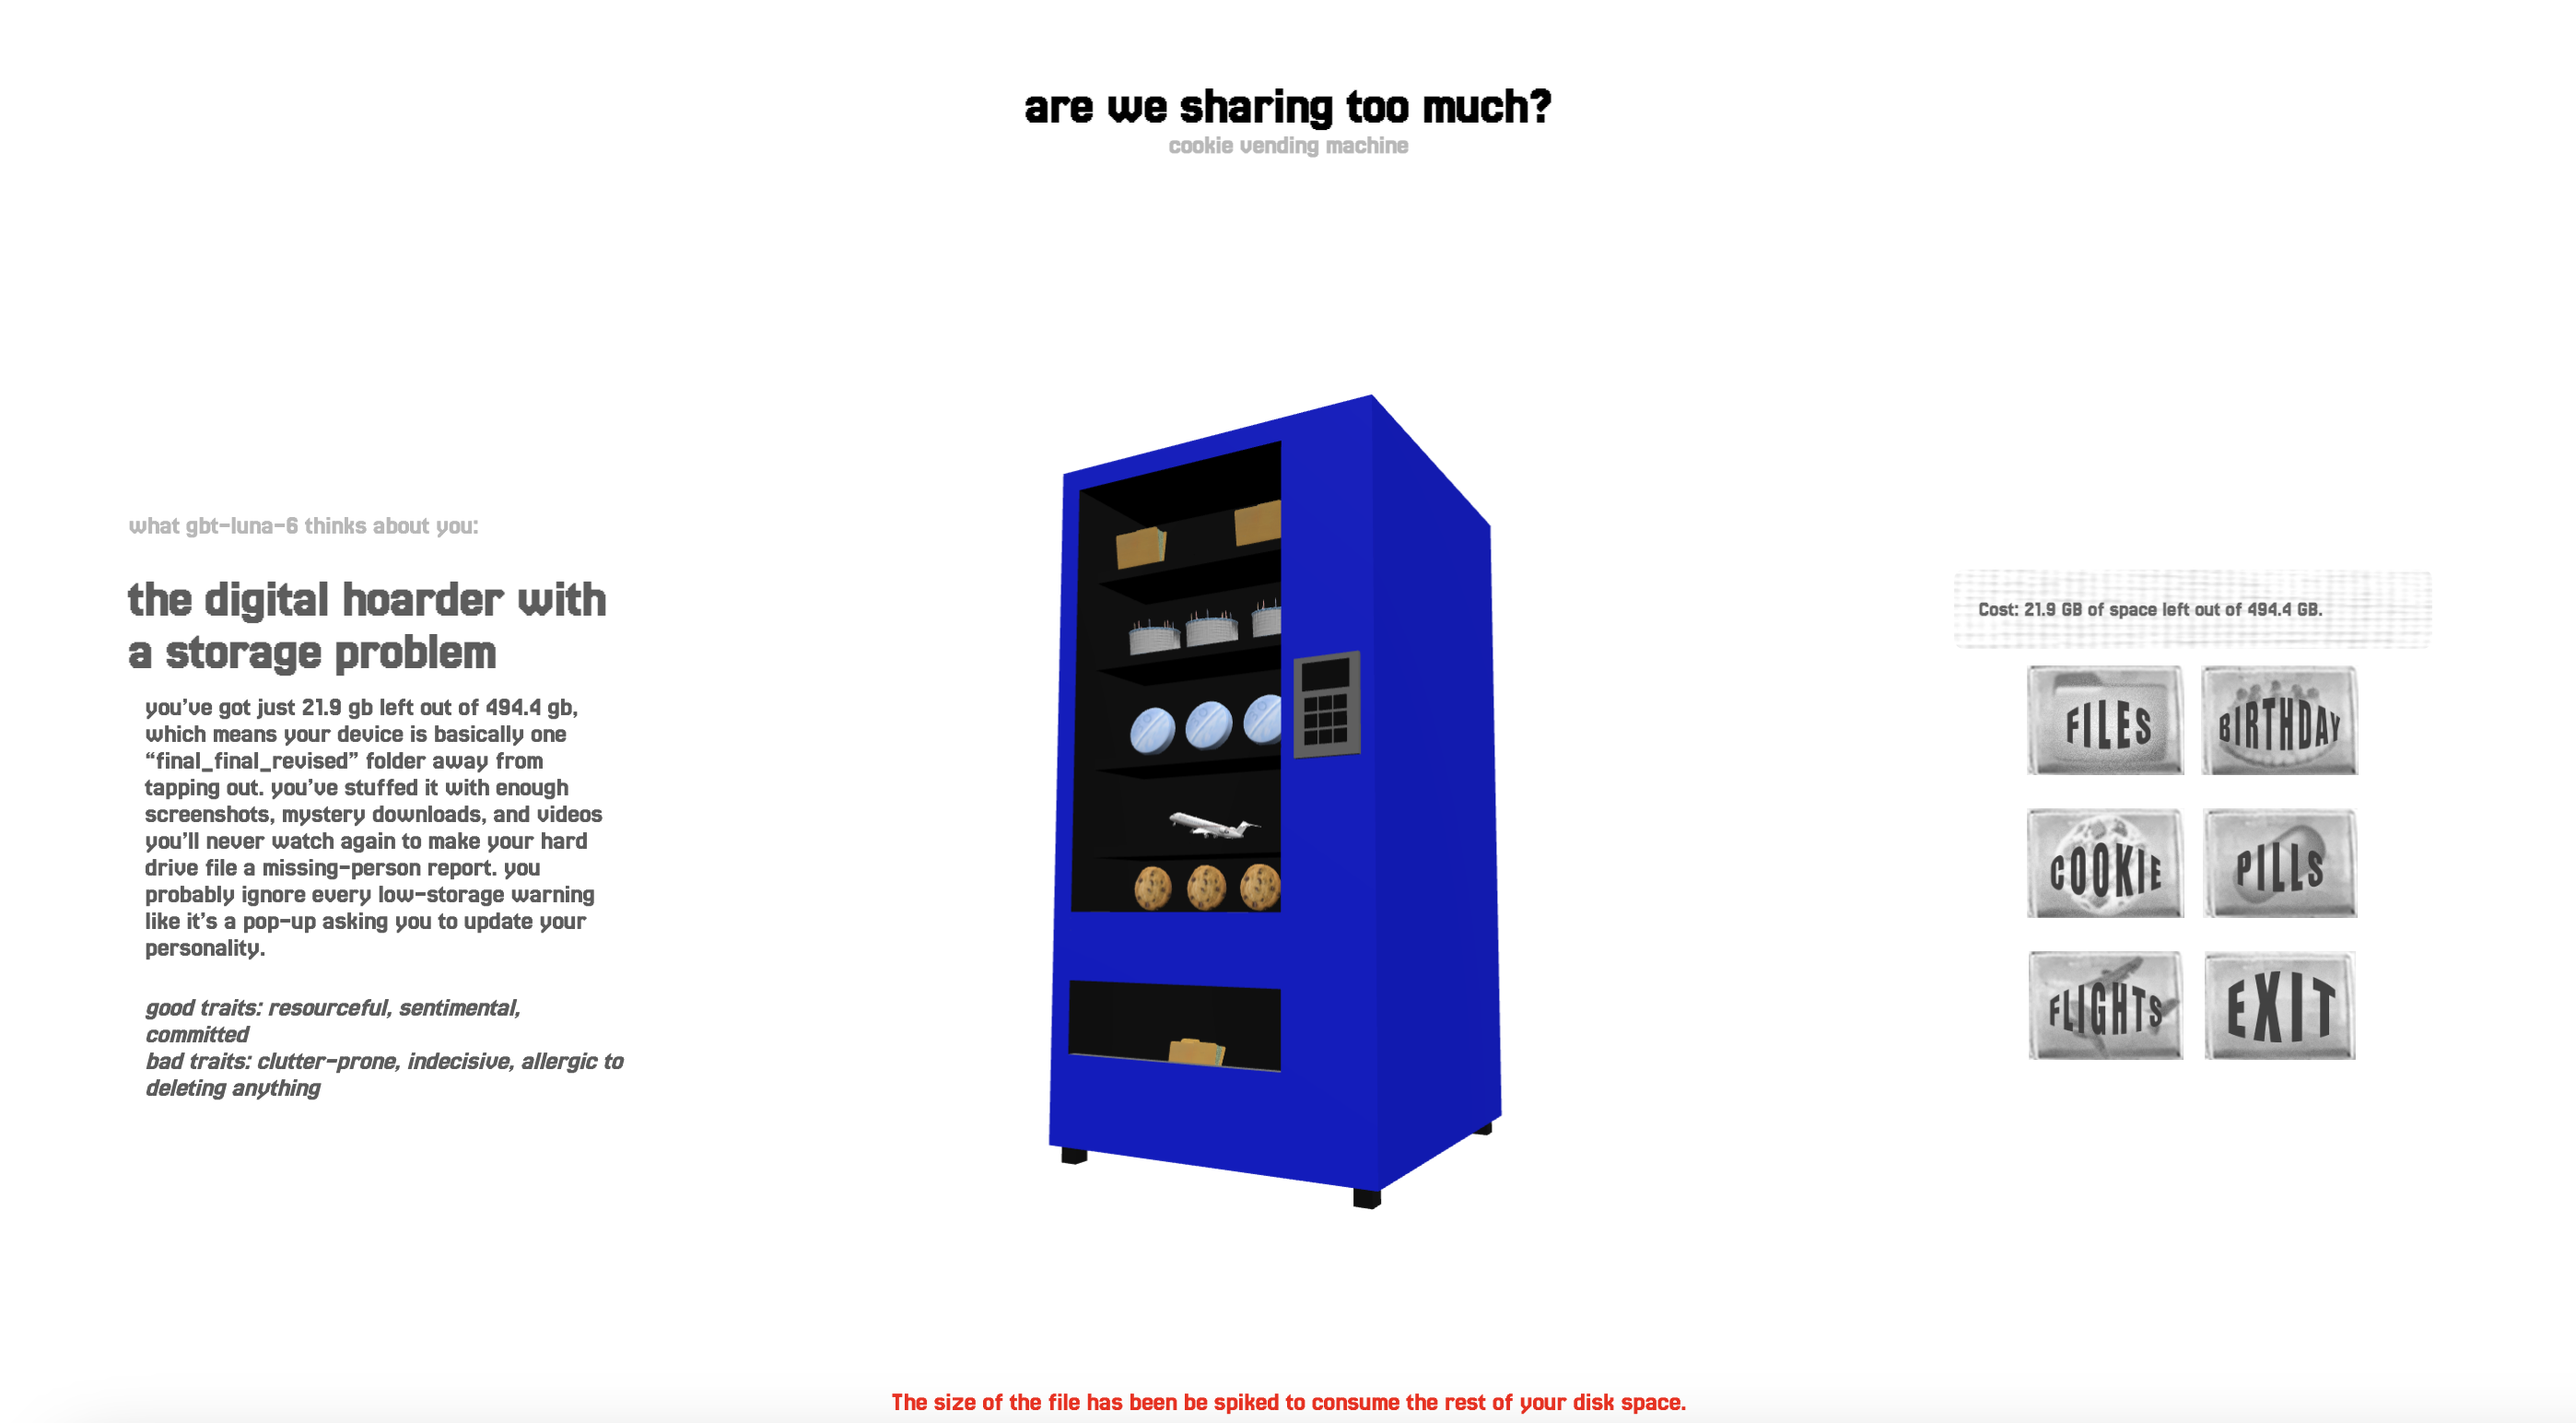 are we sharing too much?
cookie vending machine
what gbt-luna-6 thinks about you:
the digital hoarder with
a storage problem
you've got just 21.9 gb left out of 494.4 gb,
which means your device is basically one
“final_final_revised” folder away from
tapping out. you've stuffed it with enough
screenshots, mystery downloads, and videos
you'll never watch again to make your hard
drive file a missing-person report. you
probably ignore every low-storage warning
like it's a pop-up asking you to update your
personality.
good traits: resourceful, sentimental,
committed
bad traits: clutter-prone, indecisive, allergic to
deleting anything
Cost: 21.9 GB of space left out of 494.4 GB.
FILES
BIRTHDAY
COOKIE
PILLS
FLIGHTS
EXIT
The size of the file has been be spiked to consume the rest of your disk space.